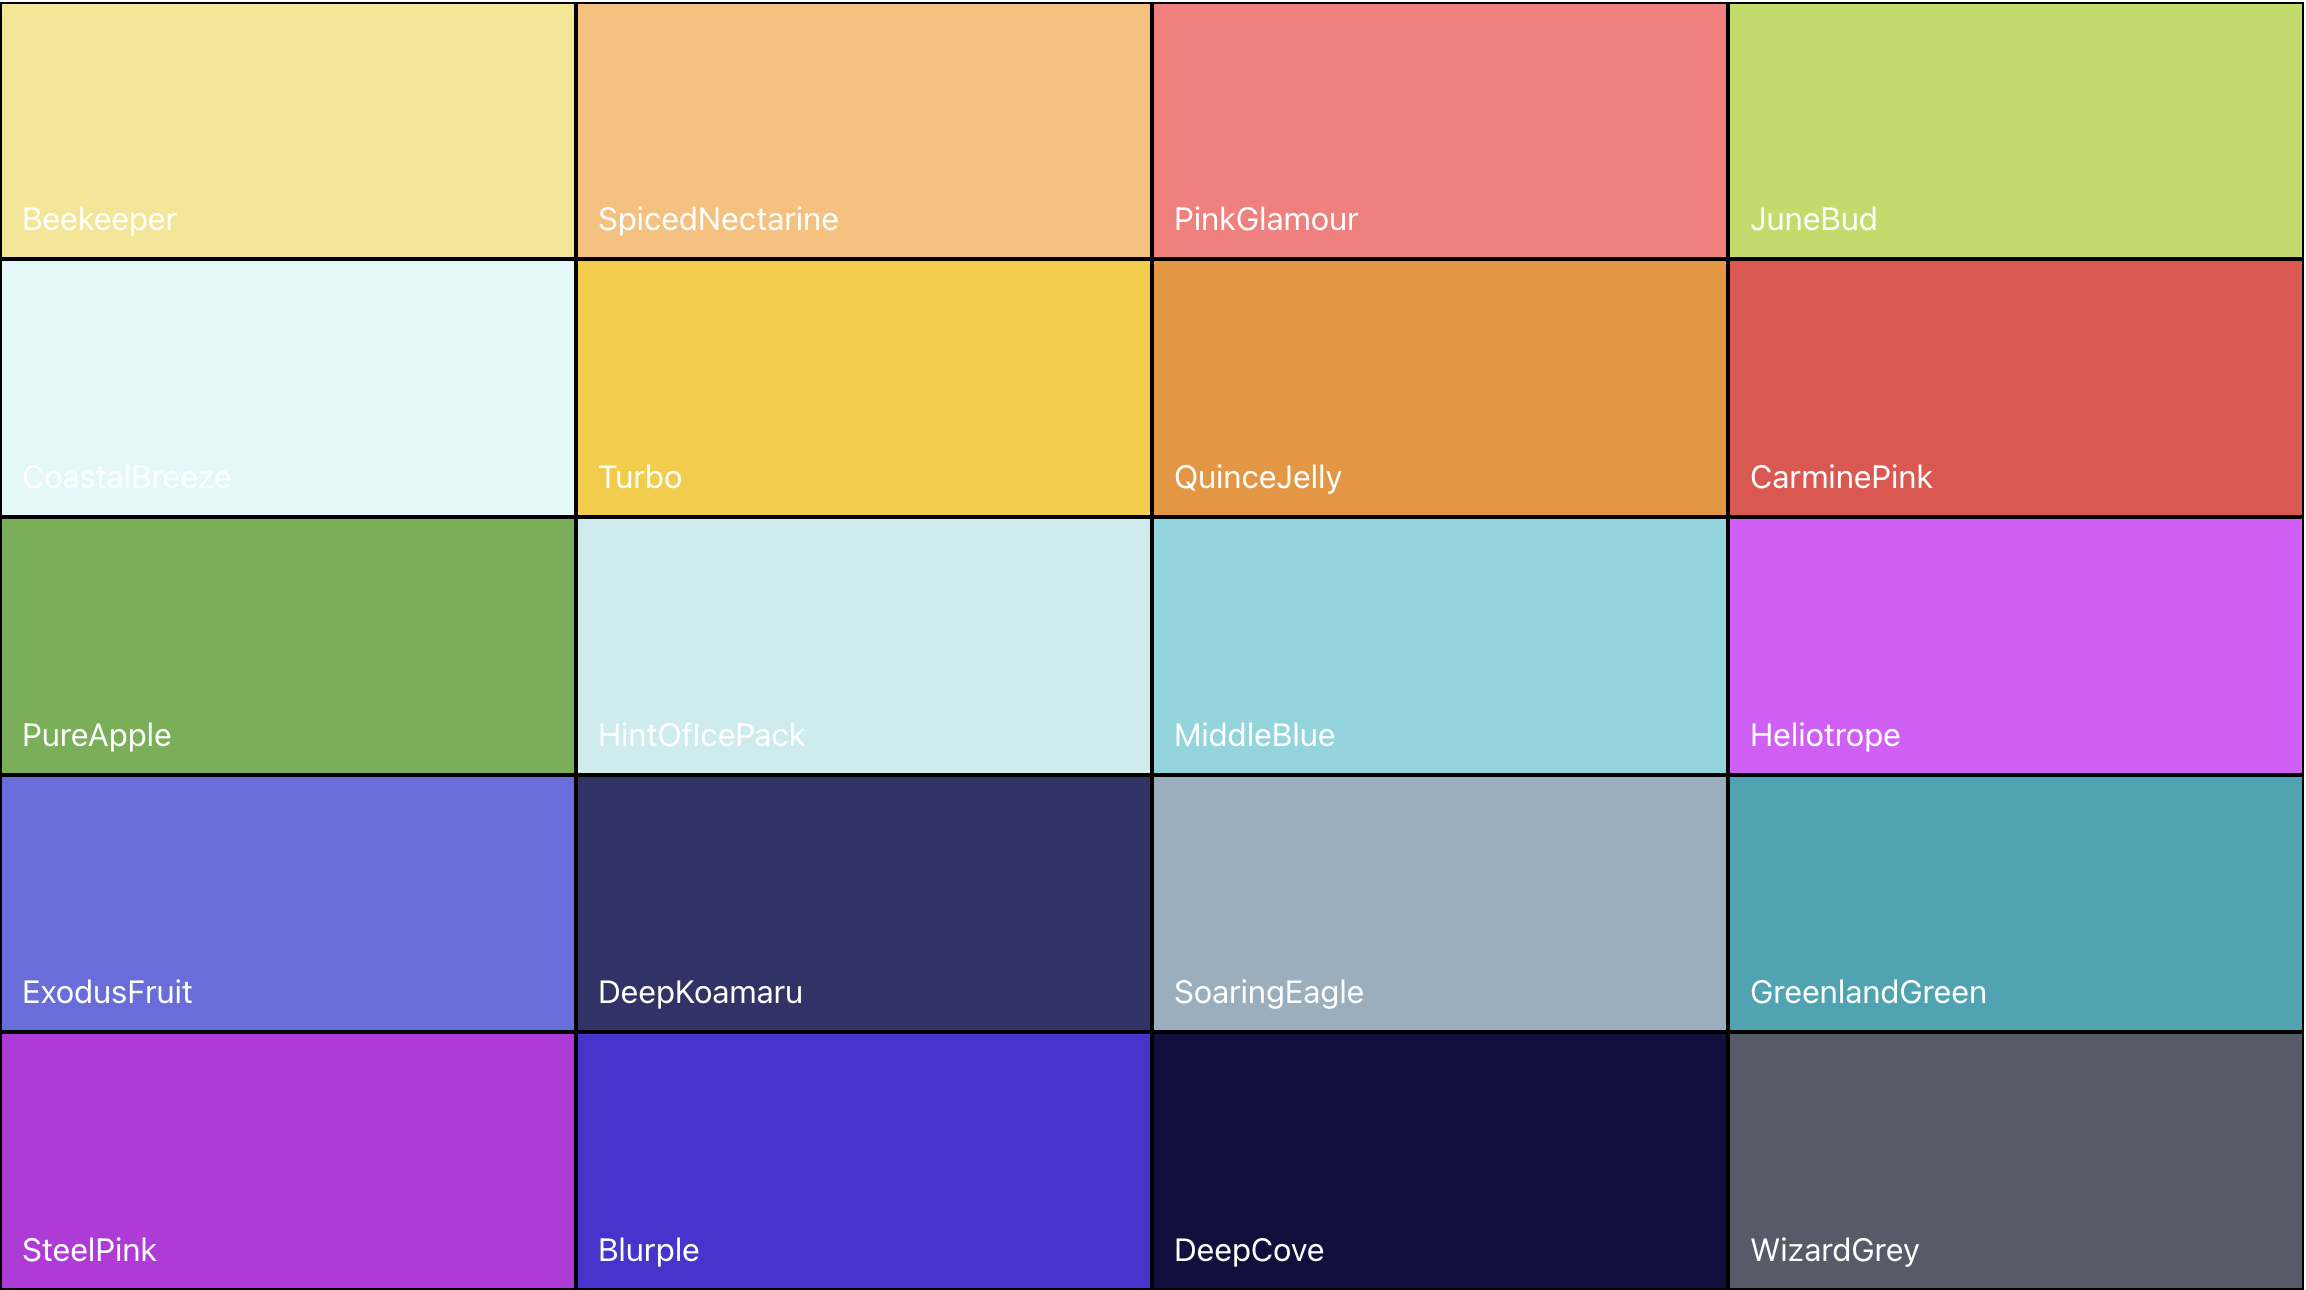 Beekeeper
SpicedNectarine
PinkGlamour
JuneBud
CoastalBreeze
Turbo
QuinceJelly
CarminePink
PureApple
HintOfIcePack
MiddleBlue
Heliotrope
ExodusFruit
DeepKoamaru
SoaringEagle
GreenlandGreen
SteelPink
Blurple
DeepCove
WizardGrey